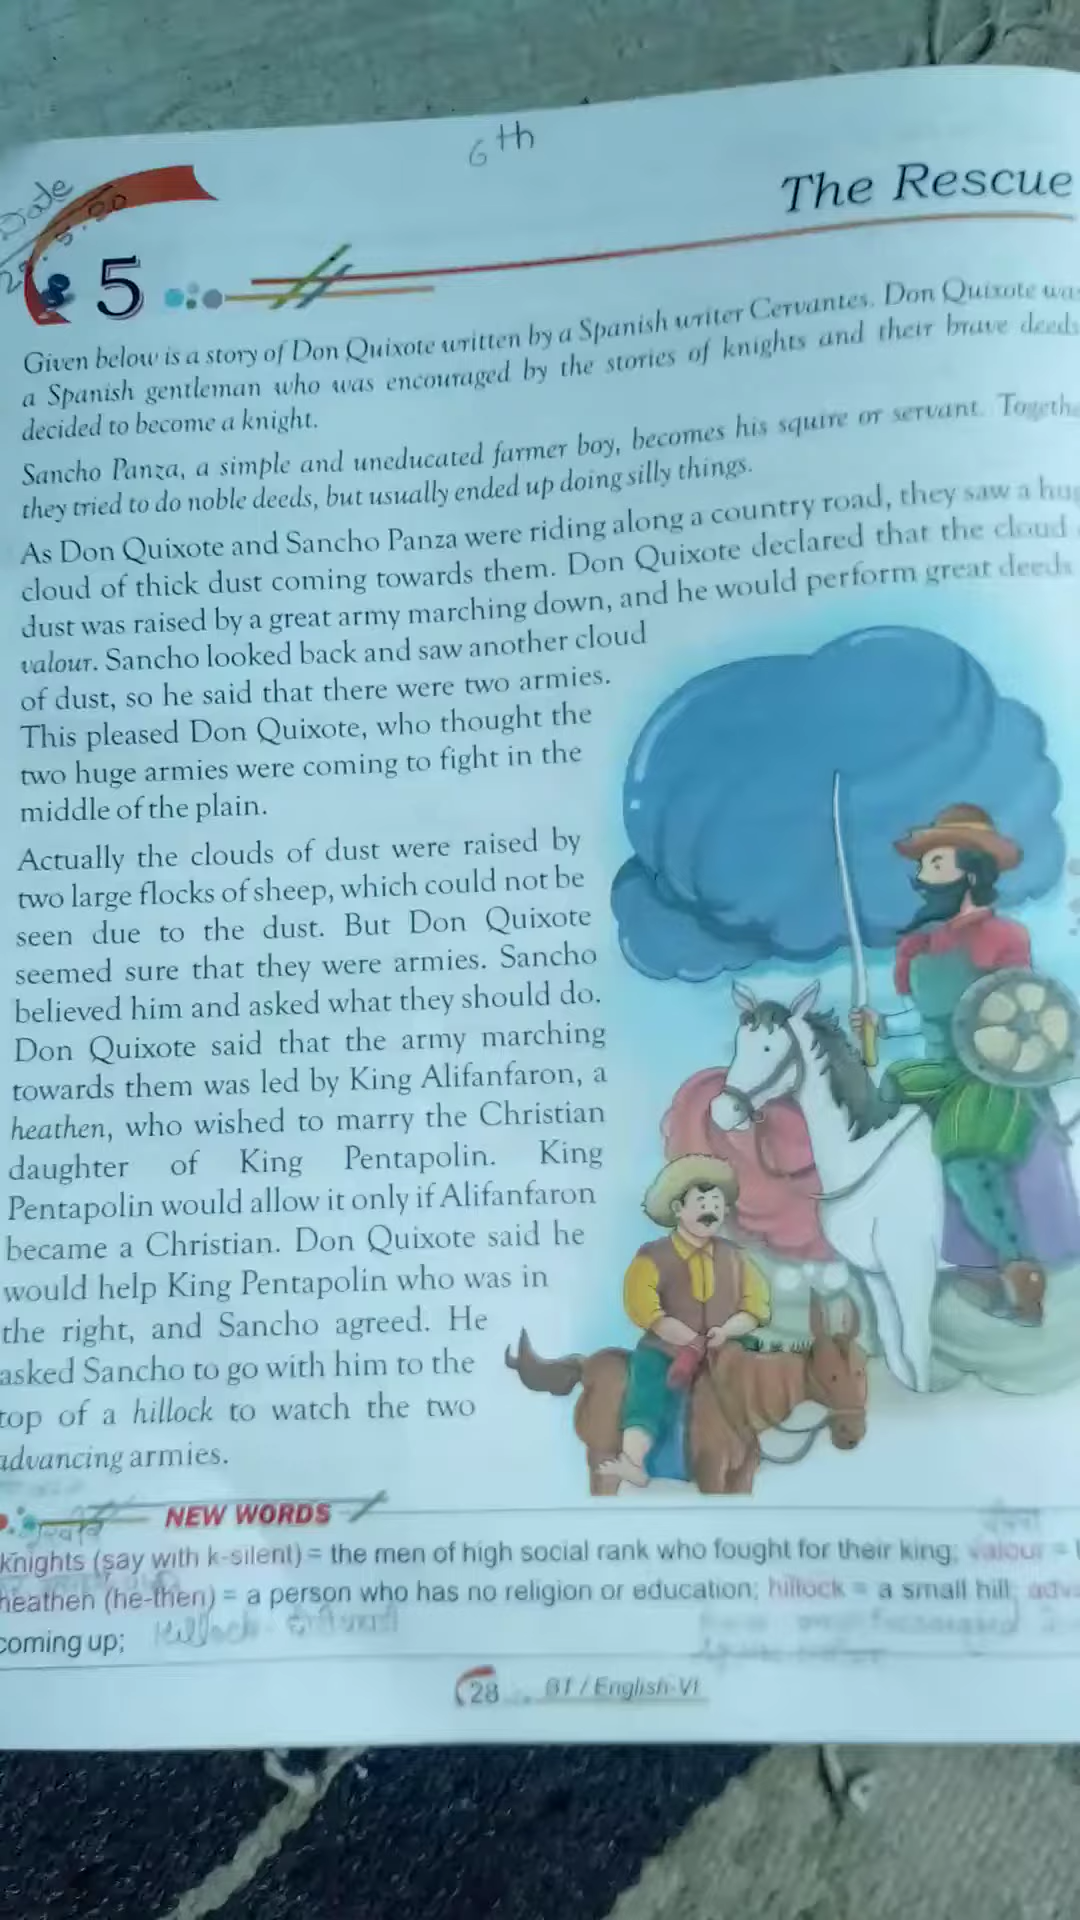 6th
The Rescue
Date
5
Given below is a story of Don Quixote written by a Spanish writer Cervantes. Don Quixote was
a Spanish gentleman who was encouraged by the stories of knights and their brave deeds
decided to become a knight.
Sancho Panza, a simple and uneducated farmer boy, becomes his squire or servant. Togethe
they tried to do noble deeds, but usually ended up doing silly things.
As Don Quixote and Sancho Panza were riding along a country road, they saw a hug
cloud of thick dust coming towards them. Don Quixote declared that the cloud
dust was raised by a great army marching down, and he would perform great deeds
valour. Sancho looked back and saw another cloud
of dust, so he said that there were two armies.
This pleased Don Quixote, who thought the
two huge armies were coming to fight in the
middle of the plain.
Actually the clouds of dust were raised by
two large flocks of sheep, which could not be
seen due to the dust. But Don Quixote
seemed sure that they were armies. Sancho
believed him and asked what they should do.
Don Quixote said that the army marching
towards them was led by King Alifanfaron, a
heathen, who wished to marry the Christian
daughter of King Pentapolin. King
Pentapolin would allow it only if Alifanfaron
became a Christian. Don Quixote said he
would help King Pentapolin who was in
the right, and Sancho agreed. He
asked Sancho to go with him to the
top of a hillock to watch the two
advancing armies.
NEW WORDS
knights (say with k-silent) = the men of high social rank who fought for their king; valour =
heathen (he-then) = a person who has no religion or education; hillock = a small hill; adva
coming up;
Hillock
28 GT / English-VI